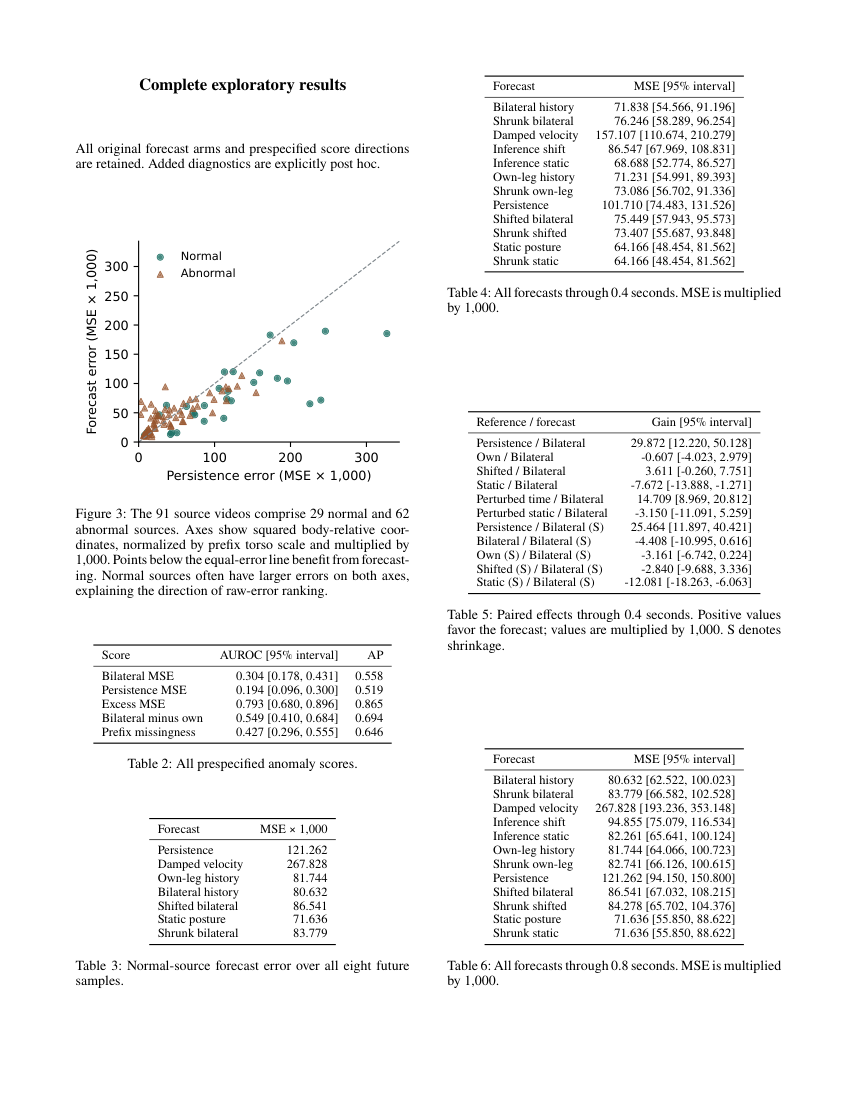 Complete exploratory results
All original forecast arms and prespecified score directions
are retained. Added diagnostics are explicitly post hoc.
Forecast error (MSE × 1,000)
300
250
200
150
100
50
0
Normal
Abnormal
0 100 200 300
Persistence error (MSE × 1,000)
Figure 3: The 91 source videos comprise 29 normal and 62
abnormal sources. Axes show squared body-relative coor-
dinates, normalized by prefix torso scale and multiplied by
1,000. Points below the equal-error line benefit from forecast-
ing. Normal sources often have larger errors on both axes,
explaining the direction of raw-error ranking.
Score AUROC [95% interval] AP
Bilateral MSE 0.304 [0.178, 0.431] 0.558
Persistence MSE 0.194 [0.096, 0.300] 0.519
Excess MSE 0.793 [0.680, 0.896] 0.865
Bilateral minus own 0.549 [0.410, 0.684] 0.694
Prefix missingness 0.427 [0.296, 0.555] 0.646
Table 2: All prespecified anomaly scores.
Forecast MSE × 1,000
Persistence 121.262
Damped velocity 267.828
Own-leg history 81.744
Bilateral history 80.632
Shifted bilateral 86.541
Static posture 71.636
Shrunk bilateral 83.779
Table 3: Normal-source forecast error over all eight future
samples.
Forecast MSE [95% interval]
Bilateral history 71.838 [54.566, 91.196]
Shrunk bilateral 76.246 [58.289, 96.254]
Damped velocity 157.107 [110.674, 210.279]
Inference shift 86.547 [67.969, 108.831]
Inference static 68.688 [52.774, 86.527]
Own-leg history 71.231 [54.991, 89.393]
Shrunk own-leg 73.086 [56.702, 91.336]
Persistence 101.710 [74.483, 131.526]
Shifted bilateral 75.449 [57.943, 95.573]
Shrunk shifted 73.407 [55.687, 93.848]
Static posture 64.166 [48.454, 81.562]
Shrunk static 64.166 [48.454, 81.562]
Table 4: All forecasts through 0.4 seconds. MSE is multiplied
by 1,000.
Reference / forecast Gain [95% interval]
Persistence / Bilateral 29.872 [12.220, 50.128]
Own / Bilateral -0.607 [-4.023, 2.979]
Shifted / Bilateral 3.611 [-0.260, 7.751]
Static / Bilateral -7.672 [-13.888, -1.271]
Perturbed time / Bilateral 14.709 [8.969, 20.812]
Perturbed static / Bilateral -3.150 [-11.091, 5.259]
Persistence / Bilateral (S) 25.464 [11.897, 40.421]
Bilateral / Bilateral (S) -4.408 [-10.995, 0.616]
Own (S) / Bilateral (S) -3.161 [-6.742, 0.224]
Shifted (S) / Bilateral (S) -2.840 [-9.688, 3.336]
Static (S) / Bilateral (S) -12.081 [-18.263, -6.063]
Table 5: Paired effects through 0.4 seconds. Positive values
favor the forecast; values are multiplied by 1,000. S denotes
shrinkage.
Forecast MSE [95% interval]
Bilateral history 80.632 [62.522, 100.023]
Shrunk bilateral 83.779 [66.582, 102.528]
Damped velocity 267.828 [193.236, 353.148]
Inference shift 94.855 [75.079, 116.534]
Inference static 82.261 [65.641, 100.124]
Own-leg history 81.744 [64.066, 100.723]
Shrunk own-leg 82.741 [66.126, 100.615]
Persistence 121.262 [94.150, 150.800]
Shifted bilateral 86.541 [67.032, 108.215]
Shrunk shifted 84.278 [65.702, 104.376]
Static posture 71.636 [55.850, 88.622]
Shrunk static 71.636 [55.850, 88.622]
Table 6: All forecasts through 0.8 seconds. MSE is multiplied
by 1,000.